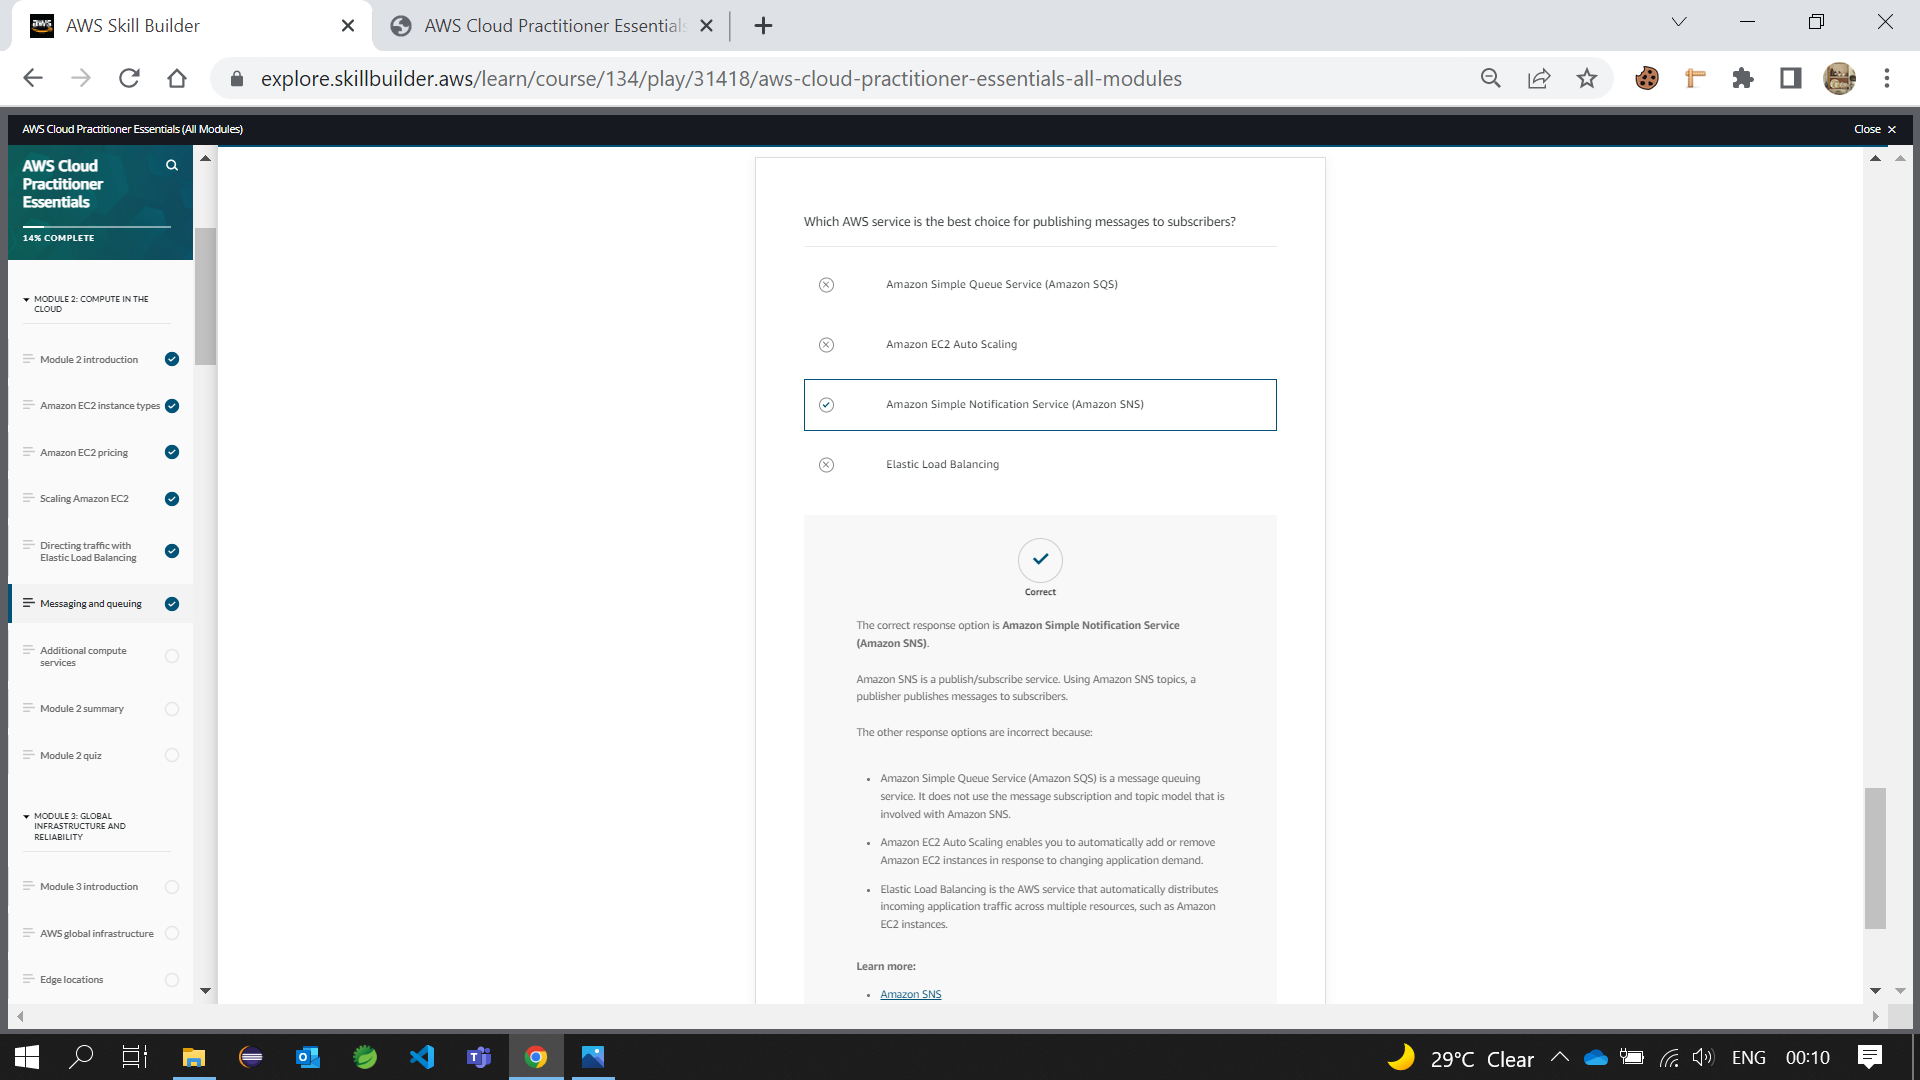 AWS Skill Builder
AWS Cloud Practitioner Essentials
explore.skillbuilder.aws/learn/course/134/play/31418/aws-cloud-practitioner-essentials-all-modules
AWS Cloud Practitioner Essentials (All Modules)
Close
AWS Cloud
Practitioner
Essentials
14% COMPLETE
MODULE 2: COMPUTE IN THE
CLOUD
Module 2 introduction
Amazon EC2 instance types
Amazon EC2 pricing
Scaling Amazon EC2
Directing traffic with
Elastic Load Balancing
Messaging and queuing
Additional compute
services
Module 2 summary
Module 2 quiz
MODULE 3: GLOBAL
INFRASTRUCTURE AND
RELIABILITY
Module 3 introduction
AWS global infrastructure
Edge locations
Which AWS service is the best choice for publishing messages to subscribers?
Amazon Simple Queue Service (Amazon SQS)
Amazon EC2 Auto Scaling
Amazon Simple Notification Service (Amazon SNS)
Elastic Load Balancing
Correct
The correct response option is Amazon Simple Notification Service
(Amazon SNS).
Amazon SNS is a publish/subscribe service. Using Amazon SNS topics, a
publisher publishes messages to subscribers.
The other response options are incorrect because:
• Amazon Simple Queue Service (Amazon SQS) is a message queuing
service. It does not use the message subscription and topic model that is
involved with Amazon SNS.
• Amazon EC2 Auto Scaling enables you to automatically add or remove
Amazon EC2 instances in response to changing application demand.
• Elastic Load Balancing is the AWS service that automatically distributes
incoming application traffic across multiple resources, such as Amazon
EC2 instances.
Learn more:
• Amazon SNS
29°C Clear
ENG
00:10